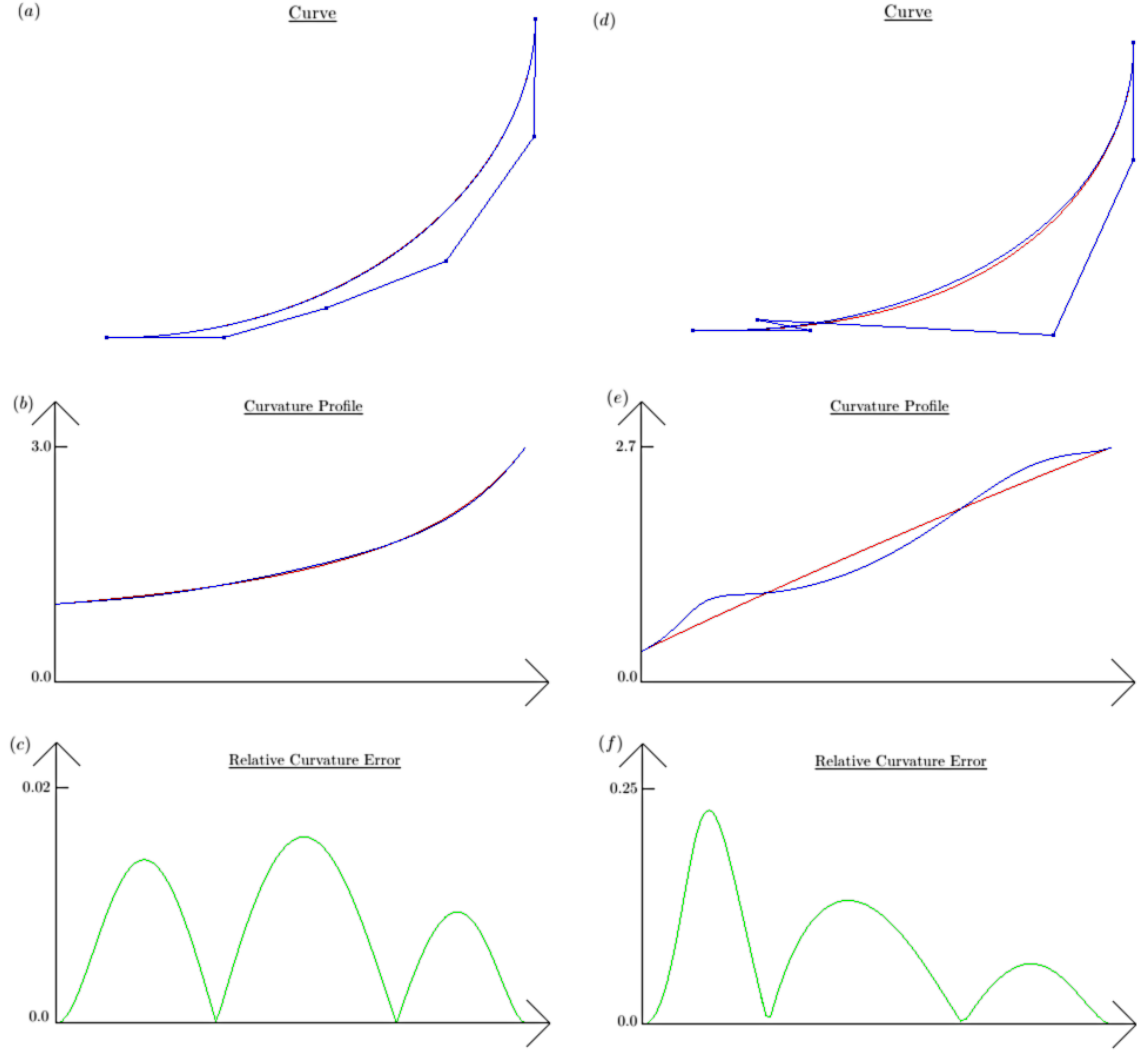 (a)
Curve
(d)
Curve
(b)
Curvature Profile
3.0
0.0
(e)
Curvature Profile
2.7
0.0
(c)
Relative Curvature Error
0.02
0.0
(f)
Relative Curvature Error
0.25
0.0